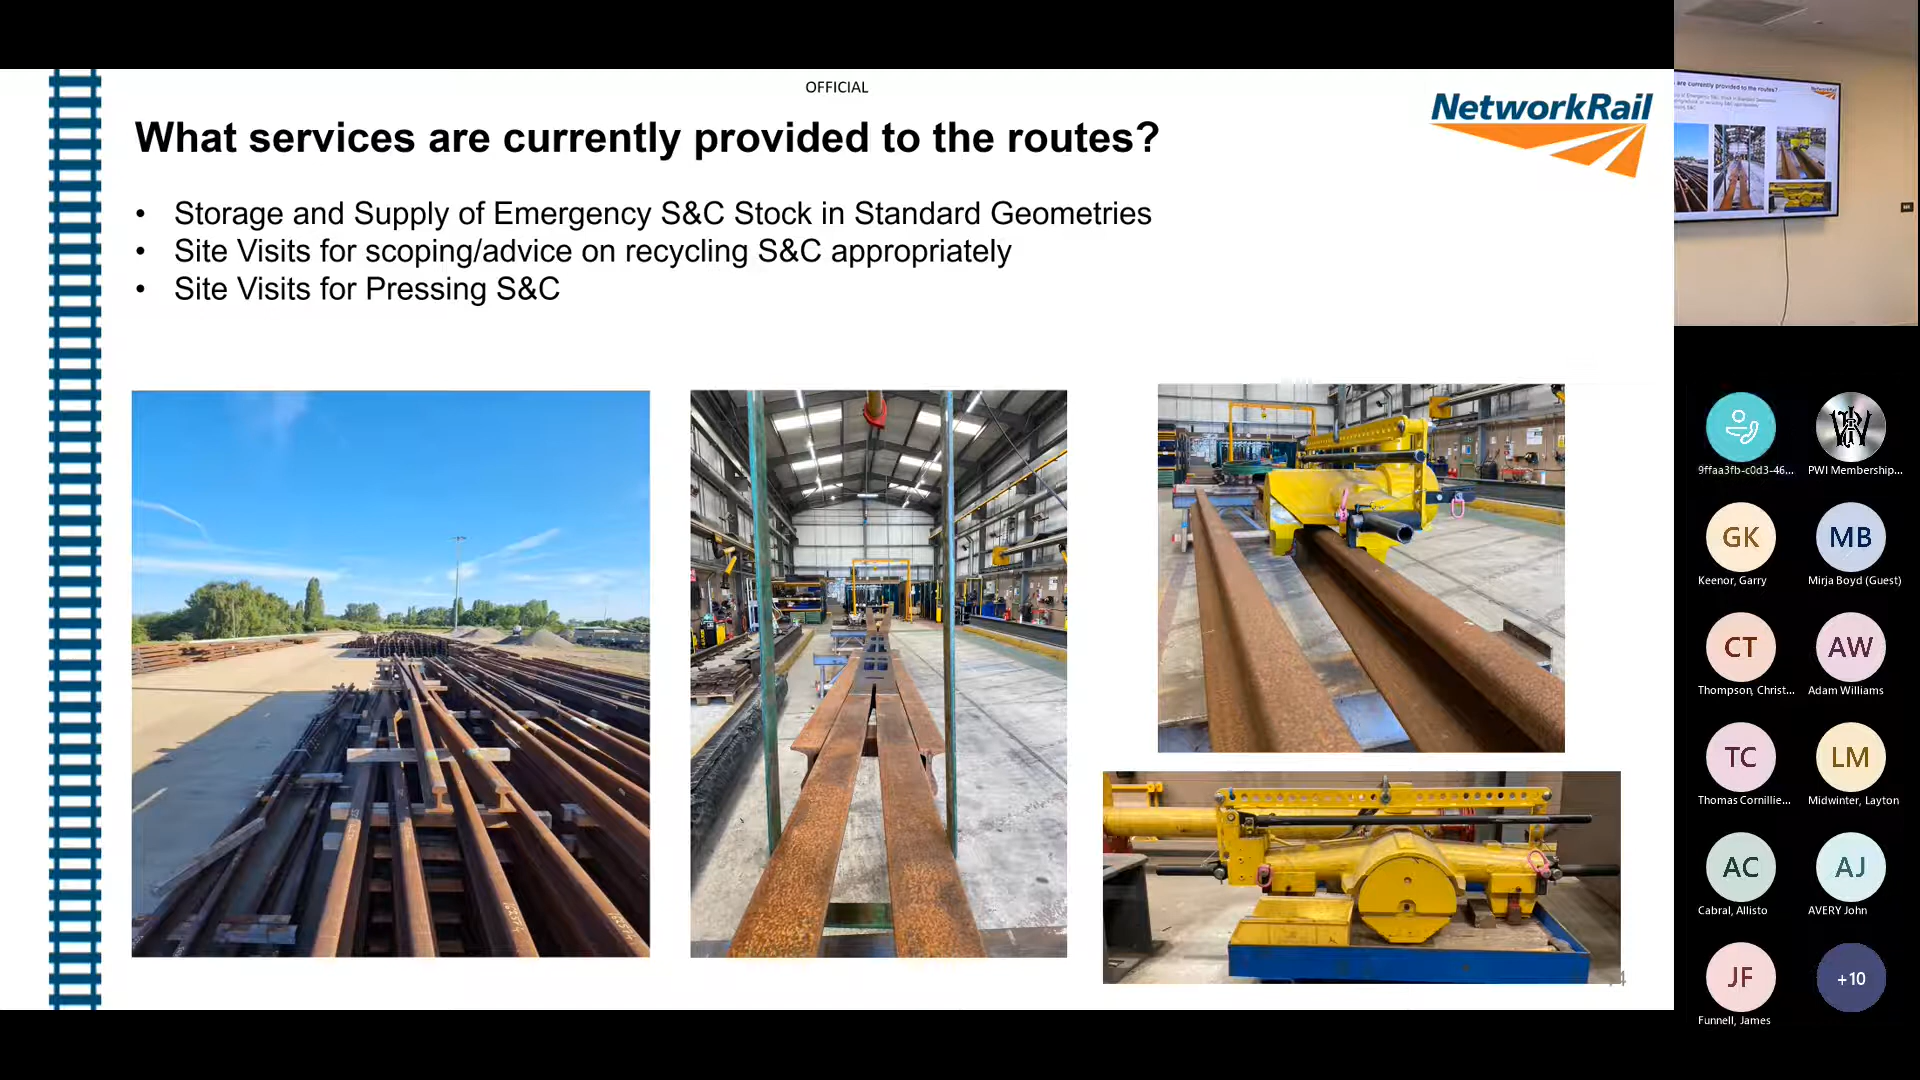 OFFICIAL
What services are currently provided to the routes?
NetworkRail
• Storage and Supply of Emergency S&C Stock in Standard Geometries
• Site Visits for scoping/advice on recycling S&C appropriately
• Site Visits for Pressing S&C
9ffaa3fb-c0d3-46...
PWI Membership...
GK
Keenor, Garry
MB
Mirja Boyd (Guest)
CT
Thompson, Christ...
AW
Adam Williams
TC
Thomas Cornillie...
LM
Midwinter, Layton
AC
Cabral, Allisto
AJ
AVERY John
JF
Funnell, James
+10